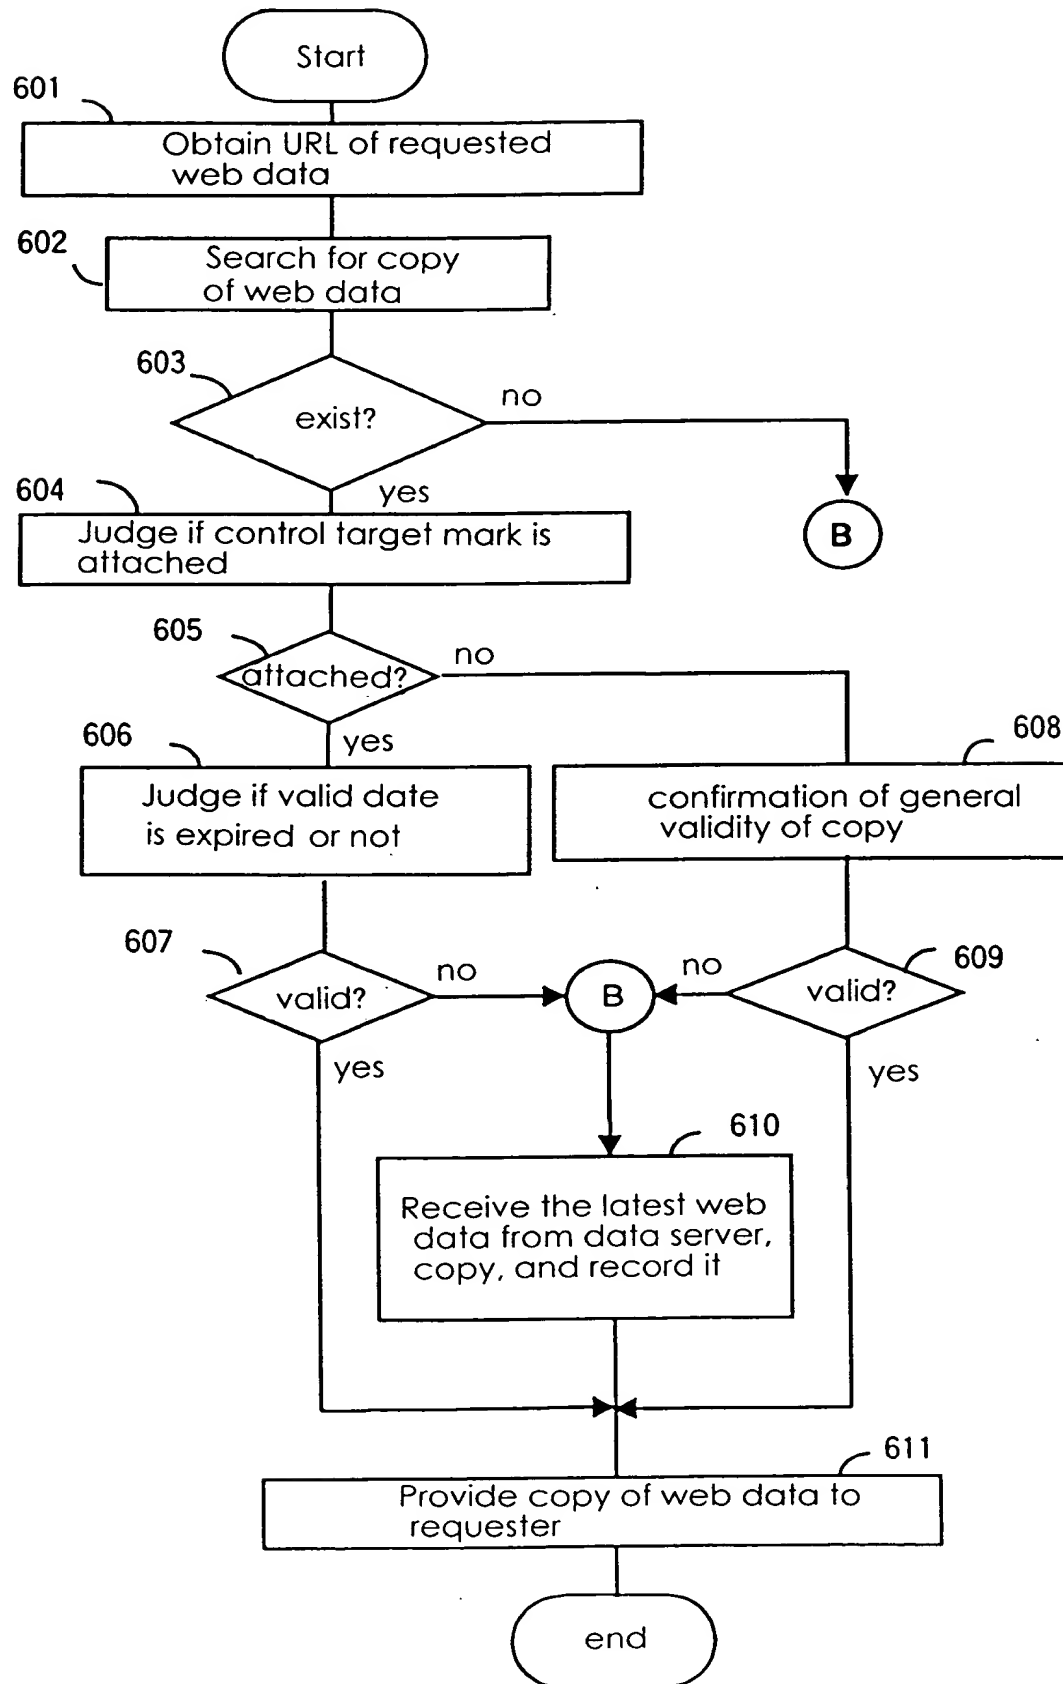 Start
601
Obtain URL of requested
web data
602
Search for copy
of web data
603
exist?
no
yes
B
604
Judge if control target mark is
attached
605
attached?
no
yes
606
Judge if valid date
is expired or not
608
confirmation of general
validity of copy
607
valid?
no
B
no
valid?
609
yes
yes
610
Receive the latest web
data from data server,
copy, and record it
611
Provide copy of web data to
requester
end